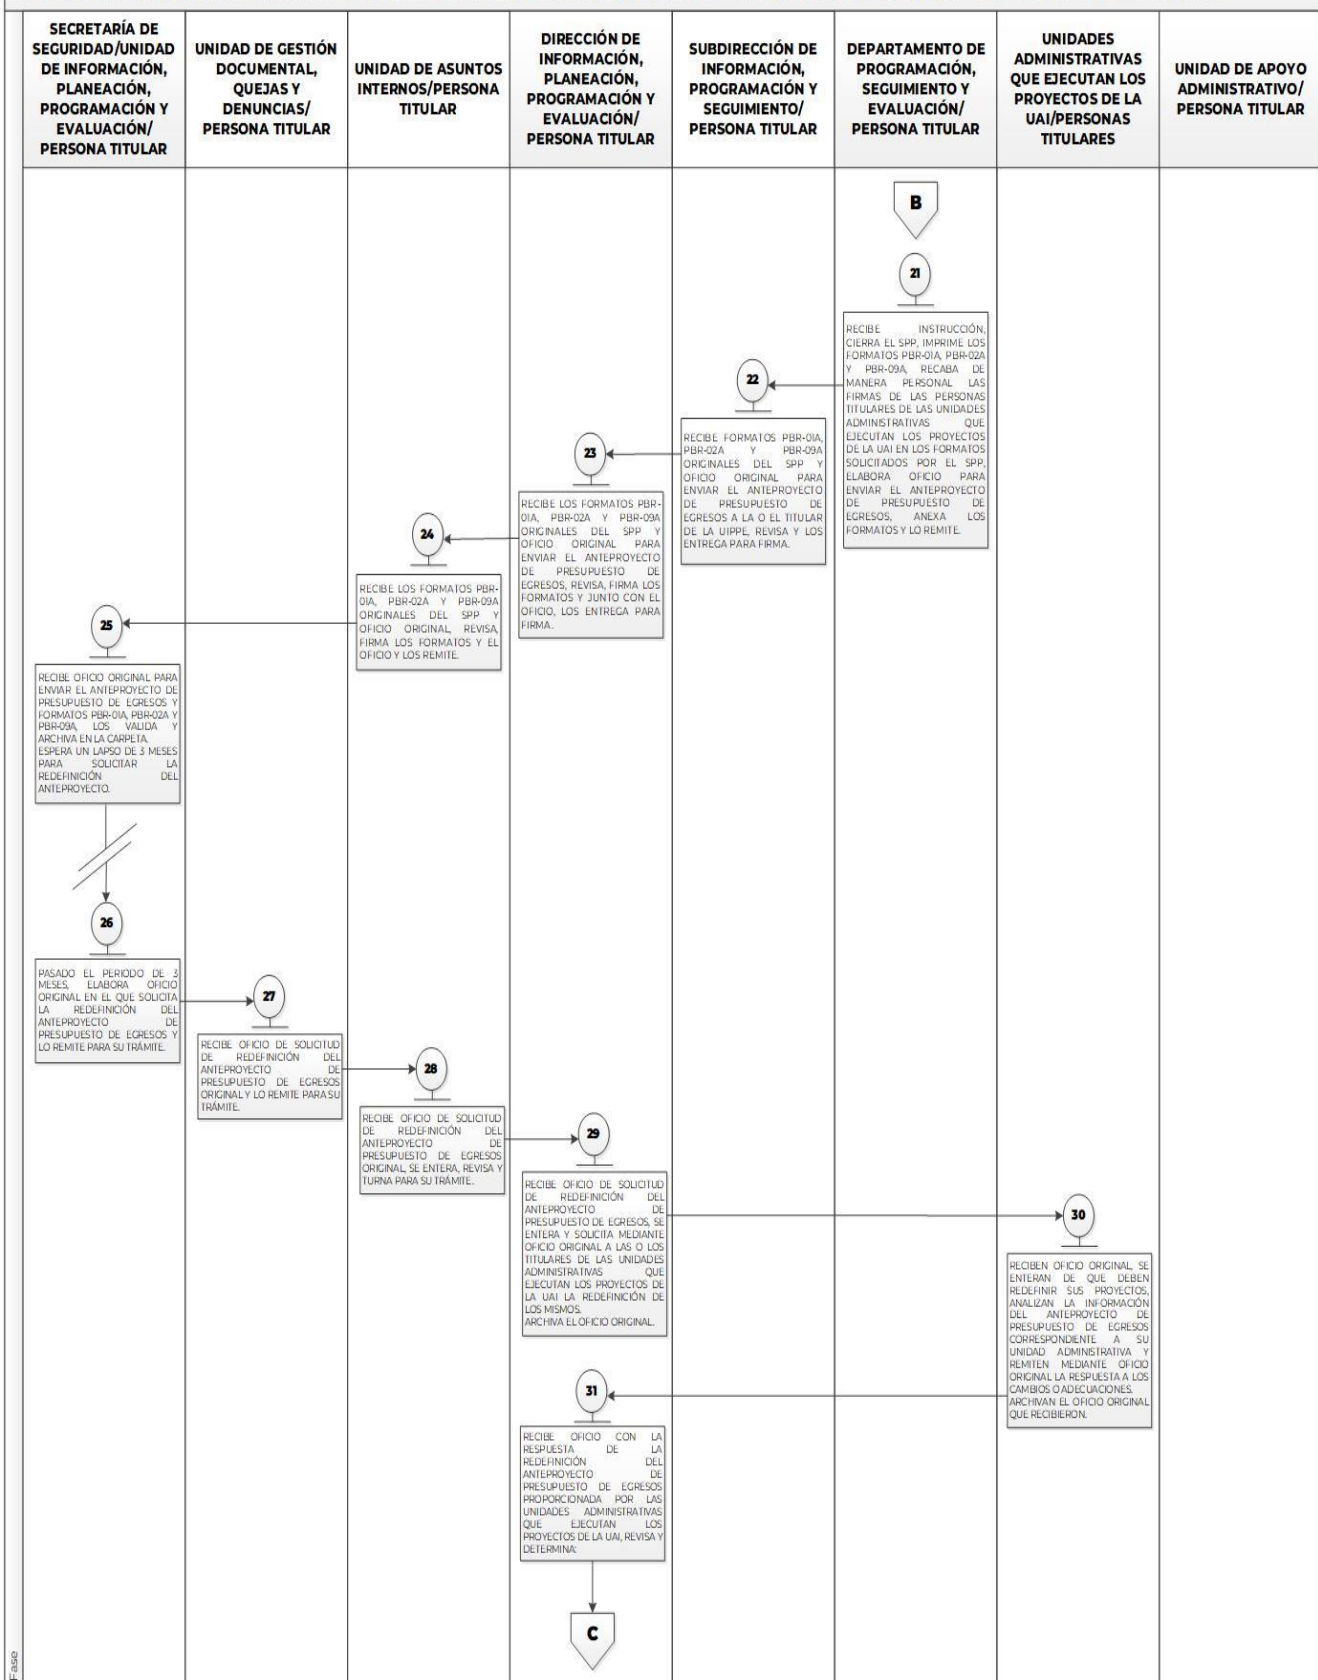 SECRETARÍA DE
SEGURIDAD/UNIDAD
DE INFORMACIÓN,
PLANEACIÓN,
PROGRAMACIÓN Y
EVALUACIÓN/
PERSONA TITULAR
UNIDAD DE GESTIÓN
DOCUMENTAL,
QUEJAS Y
DENUNCIAS/
PERSONA TITULAR
UNIDAD DE ASUNTOS
INTERNOS/PERSONA
TITULAR
DIRECCIÓN DE
INFORMACIÓN,
PLANEACIÓN,
PROGRAMACIÓN Y
EVALUACIÓN/
PERSONA TITULAR
SUBDIRECCIÓN DE
INFORMACIÓN,
PROGRAMACIÓN Y
SEGUIMIENTO/
PERSONA TITULAR
DEPARTAMENTO DE
PROGRAMACIÓN,
SEGUIMIENTO Y
EVALUACIÓN/
PERSONA TITULAR
UNIDADES
ADMINISTRATIVAS
QUE EJECUTAN LOS
PROYECTOS DE LA
UAI/PERSONAS
TITULARES
UNIDAD DE APOYO
ADMINISTRATIVO/
PERSONA TITULAR
B
21
RECIBE INSTRUCCIÓN,
CIERRA EL SPP, IMPRIME LOS
FORMATOS PBR-01A, PBR-02A
Y PBR-09A, RECABA DE
MANERA PERSONAL LAS
FIRMAS DE LAS PERSONAS
TITULARES DE LAS UNIDADES
ADMINISTRATIVAS QUE
EJECUTAN LOS PROYECTOS
DE LA UAI EN LOS FORMATOS
SOLICITADOS POR EL SPP,
ELABORA OFICIO PARA
ENVIAR EL ANTEPROYECTO
DE PRESUPUESTO DE
EGRESOS, ANEXA LOS
FORMATOS Y LO REMITE.
22
RECIBE FORMATOS PBR-01A,
PBR-02A Y PBR-09A
ORIGINALES DEL SPP Y
OFICIO ORIGINAL PARA
ENVIAR EL ANTEPROYECTO
DE PRESUPUESTO DE
EGRESOS A LA O EL TITULAR
DE LA UIPPE, REVISA Y LOS
ENTREGA PARA FIRMA.
23
RECIBE LOS FORMATOS PBR-
01A, PBR-02A Y PBR-09A
ORIGINALES DEL SPP Y
OFICIO ORIGINAL PARA
ENVIAR EL ANTEPROYECTO
DE PRESUPUESTO DE
EGRESOS, REVISA, FIRMA LOS
FORMATOS Y JUNTO CON EL
OFICIO, LOS ENTREGA PARA
FIRMA.
24
RECIBE LOS FORMATOS PBR-
01A, PBR-02A Y PBR-09A
ORIGINALES DEL SPP Y
OFICIO ORIGINAL, REVISA,
FIRMA LOS FORMATOS Y EL
OFICIO Y LOS REMITE.
25
RECIBE OFICIO ORIGINAL PARA
ENVIAR EL ANTEPROYECTO DE
PRESUPUESTO DE EGRESOS Y
FORMATOS PBR-01A, PBR-02A Y
PBR-09A, LOS VALIDA Y
ARCHIVA EN LA CARPETA.
ESPERA UN LAPSO DE 3 MESES
PARA SOLICITAR LA
REDEFINICIÓN DEL
ANTEPROYECTO.
26
PASADO EL PERIODO DE 3
MESES, ELABORA OFICIO
ORIGINAL EN EL QUE SOLICITA
LA REDEFINICIÓN DEL
ANTEPROYECTO DE
PRESUPUESTO DE EGRESOS Y
LO REMITE PARA SU TRÁMITE.
27
RECIBE OFICIO DE SOLICITUD
DE REDEFINICIÓN DEL
ANTEPROYECTO DE
PRESUPUESTO DE EGRESOS
ORIGINAL Y LO REMITE PARA SU
TRÁMITE.
28
RECIBE OFICIO DE SOLICITUD
DE REDEFINICIÓN DEL
ANTEPROYECTO DE
PRESUPUESTO DE EGRESOS
ORIGINAL, SE ENTERA, REVISA Y
TURNA PARA SU TRÁMITE.
29
RECIBE OFICIO DE SOLICITUD
DE REDEFINICIÓN DEL
ANTEPROYECTO DE
PRESUPUESTO DE EGRESOS, SE
ENTERA Y SOLICITA MEDIANTE
OFICIO ORIGINAL A LAS O LOS
TITULARES DE LAS UNIDADES
ADMINISTRATIVAS QUE
EJECUTAN LOS PROYECTOS DE
LA UAI LA REDEFINICIÓN DE
LOS MISMOS.
ARCHIVA EL OFICIO ORIGINAL.
30
RECIBEN OFICIO ORIGINAL, SE
ENTERAN DE QUE DEBEN
REDEFINIR SUS PROYECTOS,
ANALIZAN LA INFORMACIÓN
DEL ANTEPROYECTO DE
PRESUPUESTO DE EGRESOS
CORRESPONDIENTE A SU
UNIDAD ADMINISTRATIVA Y
REMITEN MEDIANTE OFICIO
ORIGINAL LA RESPUESTA A LOS
CAMBIOS O ADECUACIONES.
ARCHIVAN EL OFICIO ORIGINAL
QUE RECIBIERON.
31
RECIBE OFICIO CON LA
RESPUESTA DE LA
REDEFINICIÓN DEL
ANTEPROYECTO DE
PRESUPUESTO DE EGRESOS
PROPORCIONADA POR LAS
UNIDADES ADMINISTRATIVAS
QUE EJECUTAN LOS
PROYECTOS DE LA UAI, REVISA Y
DETERMINA:
C
Fase